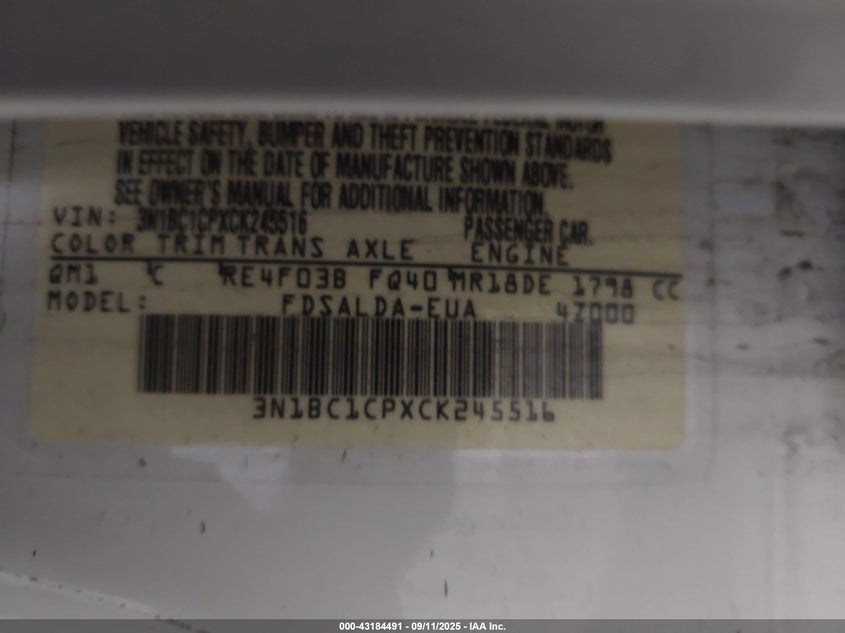 VEHICLE SAFETY, BUMPER AND THEFT PREVENTION STANDARDS
IN EFFECT ON THE DATE OF MANUFACTURE SHOWN ABOVE.
SEE OWNER'S MANUAL FOR ADDITIONAL INFORMATION.
VIN: 3N1BC1CPXCK245516 PASSENGER CAR.
COLOR TRIM TRANS AXLE ENGINE
QM1 C RE4F03B FQ40 MR18DE 1798 CC
MODEL: FDSALDA-EUA 4Z000
3N1BC1CPXCK245516
000-43184491 - 09/11/2025 - IAA Inc.